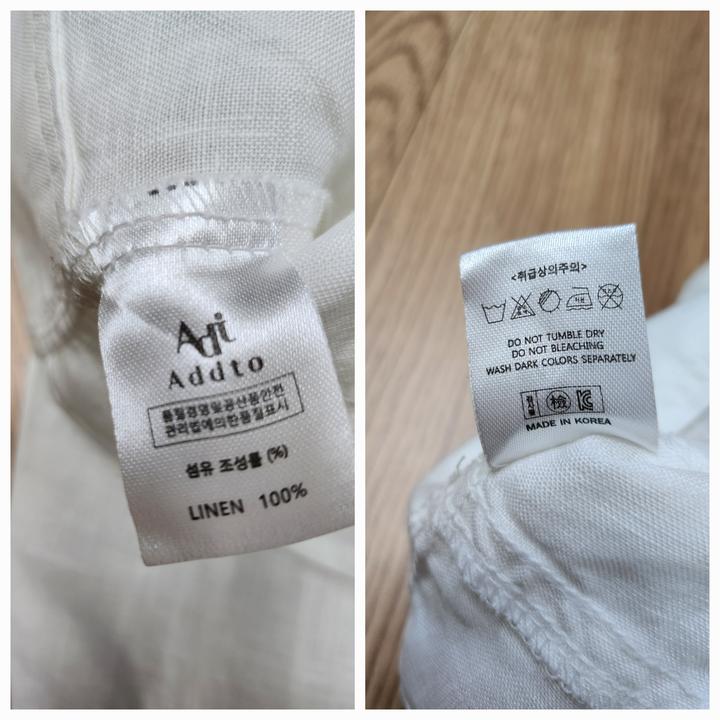 Adt
Addto
품질경영및공산품안전
관리법에의한품질표시
섬유 조성률 (%)
LINEN 100%
<취급상의주의>
DO NOT TUMBLE DRY
DO NOT BLEACHING
WASH DARK COLORS SEPARATELY
檢
MADE IN KOREA